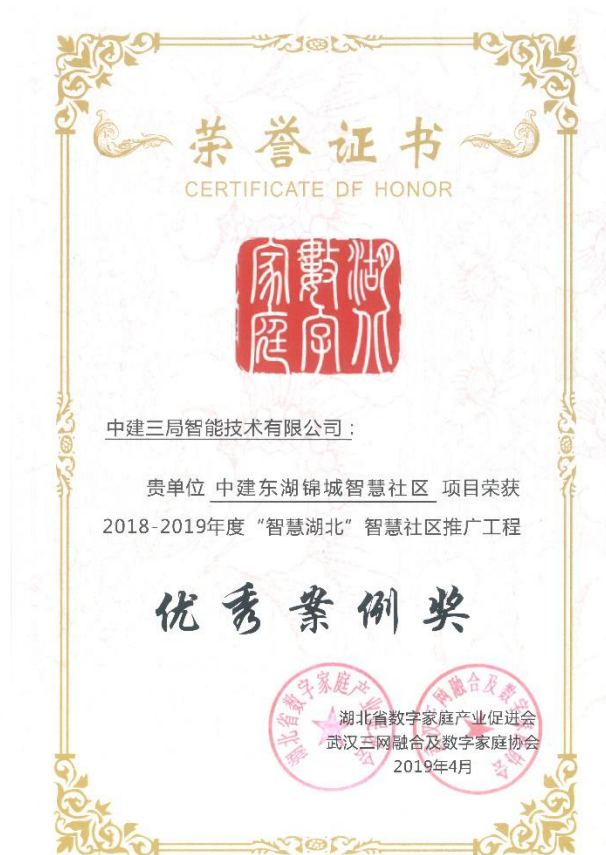 荣誉证书
CERTIFICATE DF HONOR
湖北
數字
家庭
中建三局智能技术有限公司：
贵单位 中建东湖锦城智慧社区 项目荣获
2018-2019年度“智慧湖北”智慧社区推广工程
优秀案例奖
湖北省数字家庭产业促进会
武汉三网融合及数字家庭协会
2019年4月